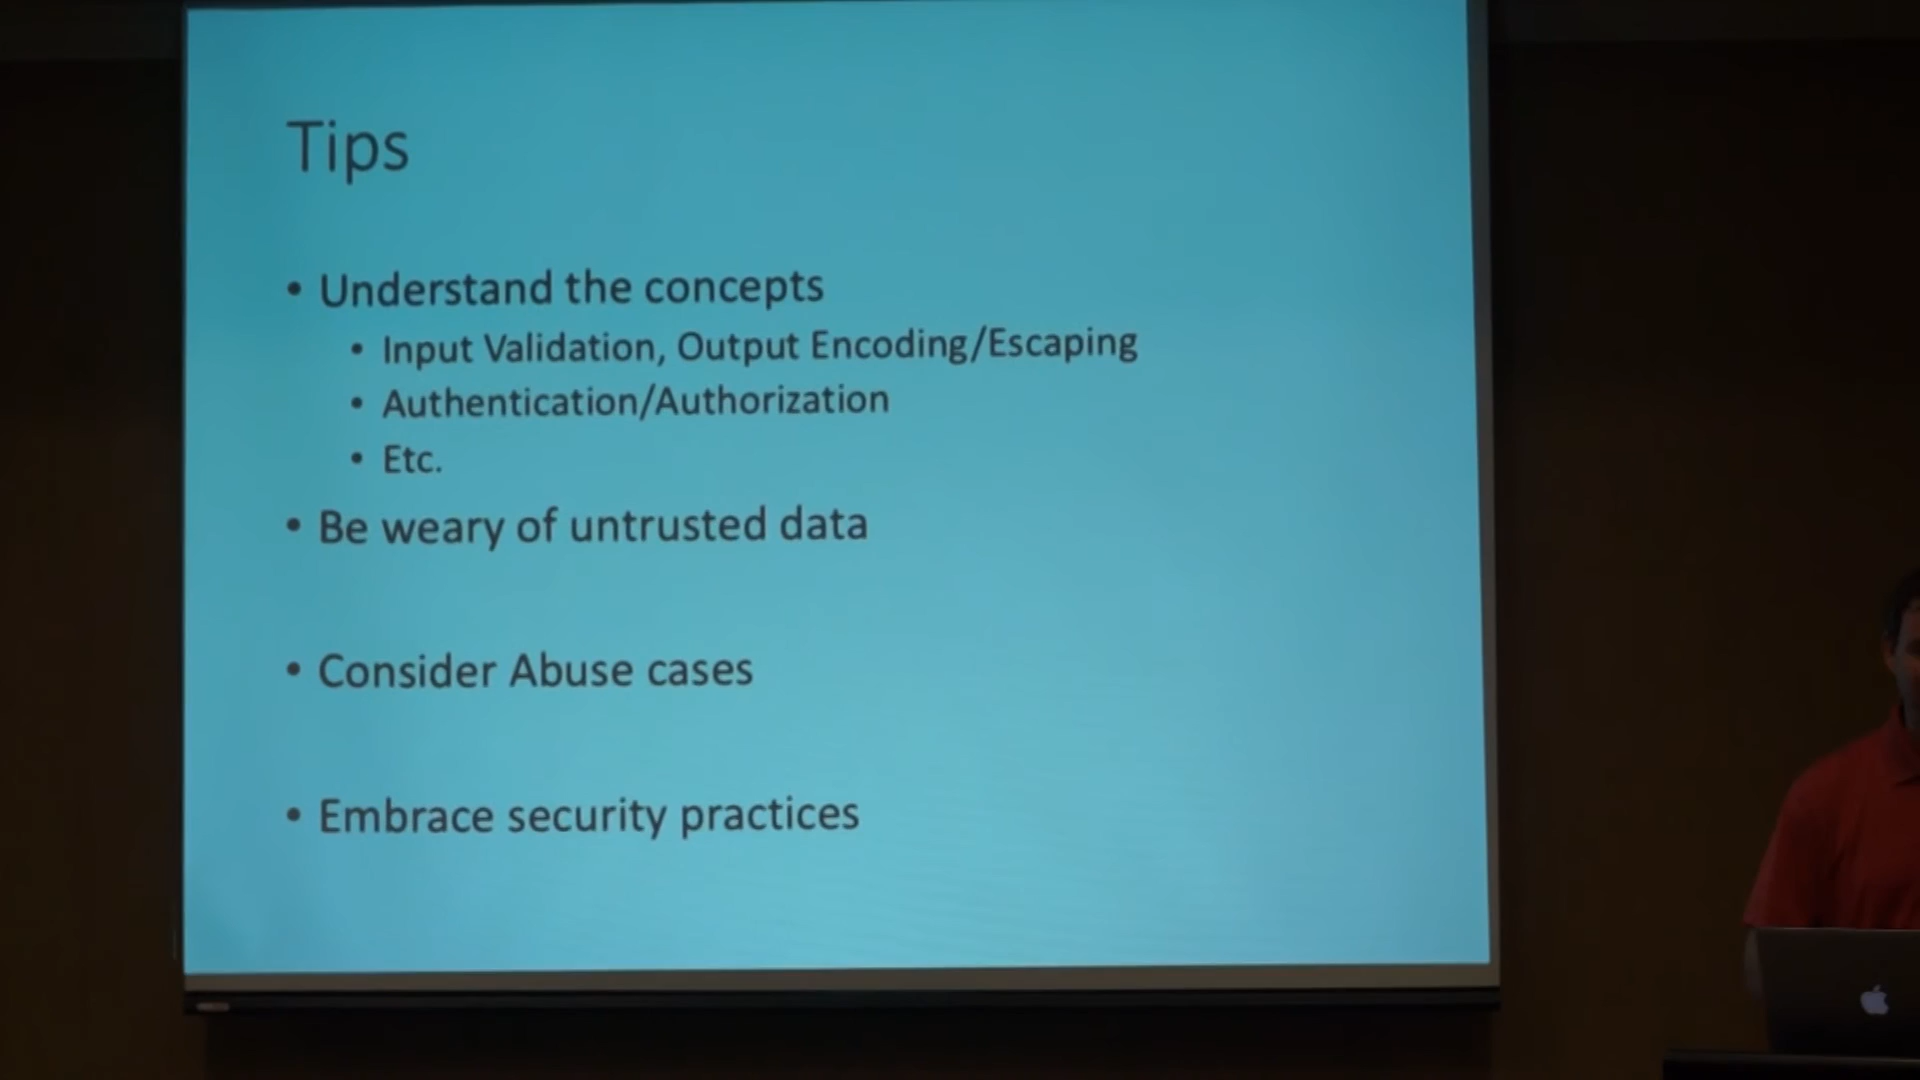 Tips
• Understand the concepts
• Input Validation, Output Encoding/Escaping
• Authentication/Authorization
• Etc.
• Be weary of untrusted data
• Consider Abuse cases
• Embrace security practices